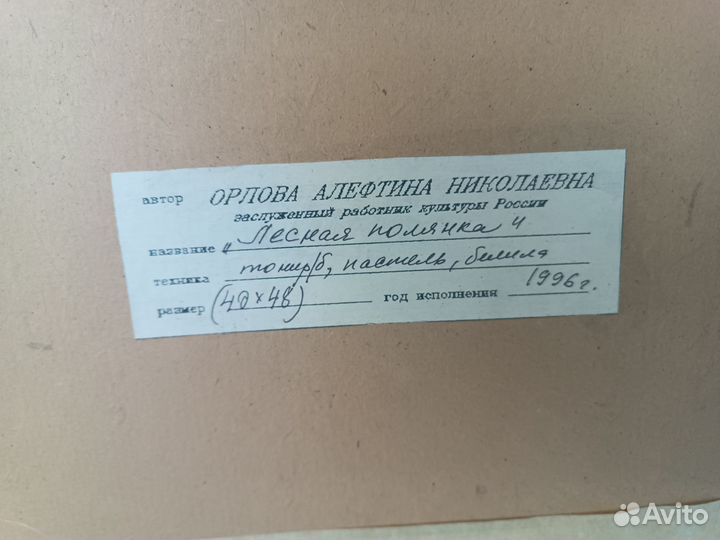 автор ОРЛОВА АЛЕФТИНА НИКОЛАЕВНА
заслуженный работник культуры России
название „Лесная полянка"
техника тонир/б, пастель, белила
размер (40×48) год исполнения 1996г.
Avito